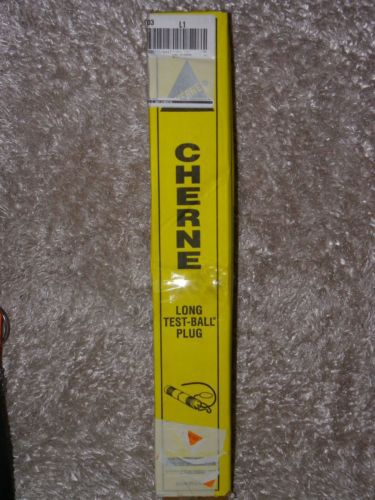 L1
CHERNE
LONG
TEST-BALL®
PLUG